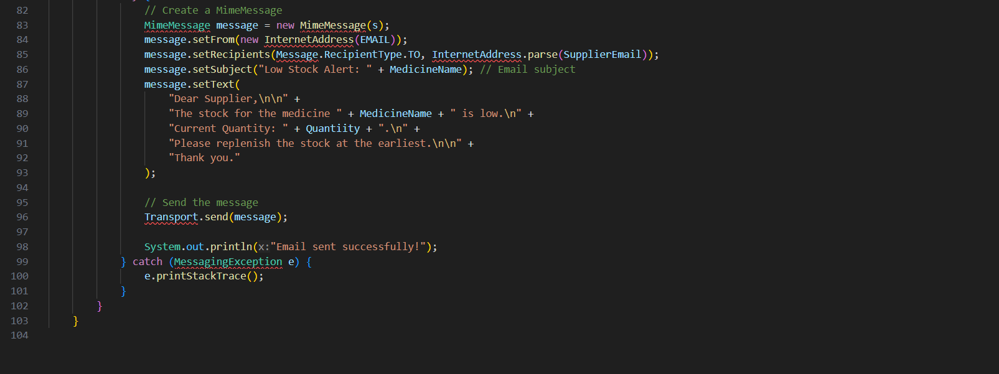 82 // Create a MimeMessage
83 MimeMessage message = new MimeMessage(s);
84 message.setFrom(new InternetAddress(EMAIL));
85 message.setRecipients(Message.RecipientType.TO, InternetAddress.parse(SupplierEmail));
86 message.setSubject("Low Stock Alert: " + MedicineName); // Email subject
87 message.setText(
88 "Dear Supplier,\n\n" +
89 "The stock for the medicine " + MedicineName + " is low.\n" +
90 "Current Quantity: " + Quantiity + ".\n" +
91 "Please replenish the stock at the earliest.\n\n" +
92 "Thank you."
93 );
94
95 // Send the message
96 Transport.send(message);
97
98 System.out.println(x:"Email sent successfully!");
99 } catch (MessagingException e) {
100 e.printStackTrace();
101 }
102 }
103 }
104